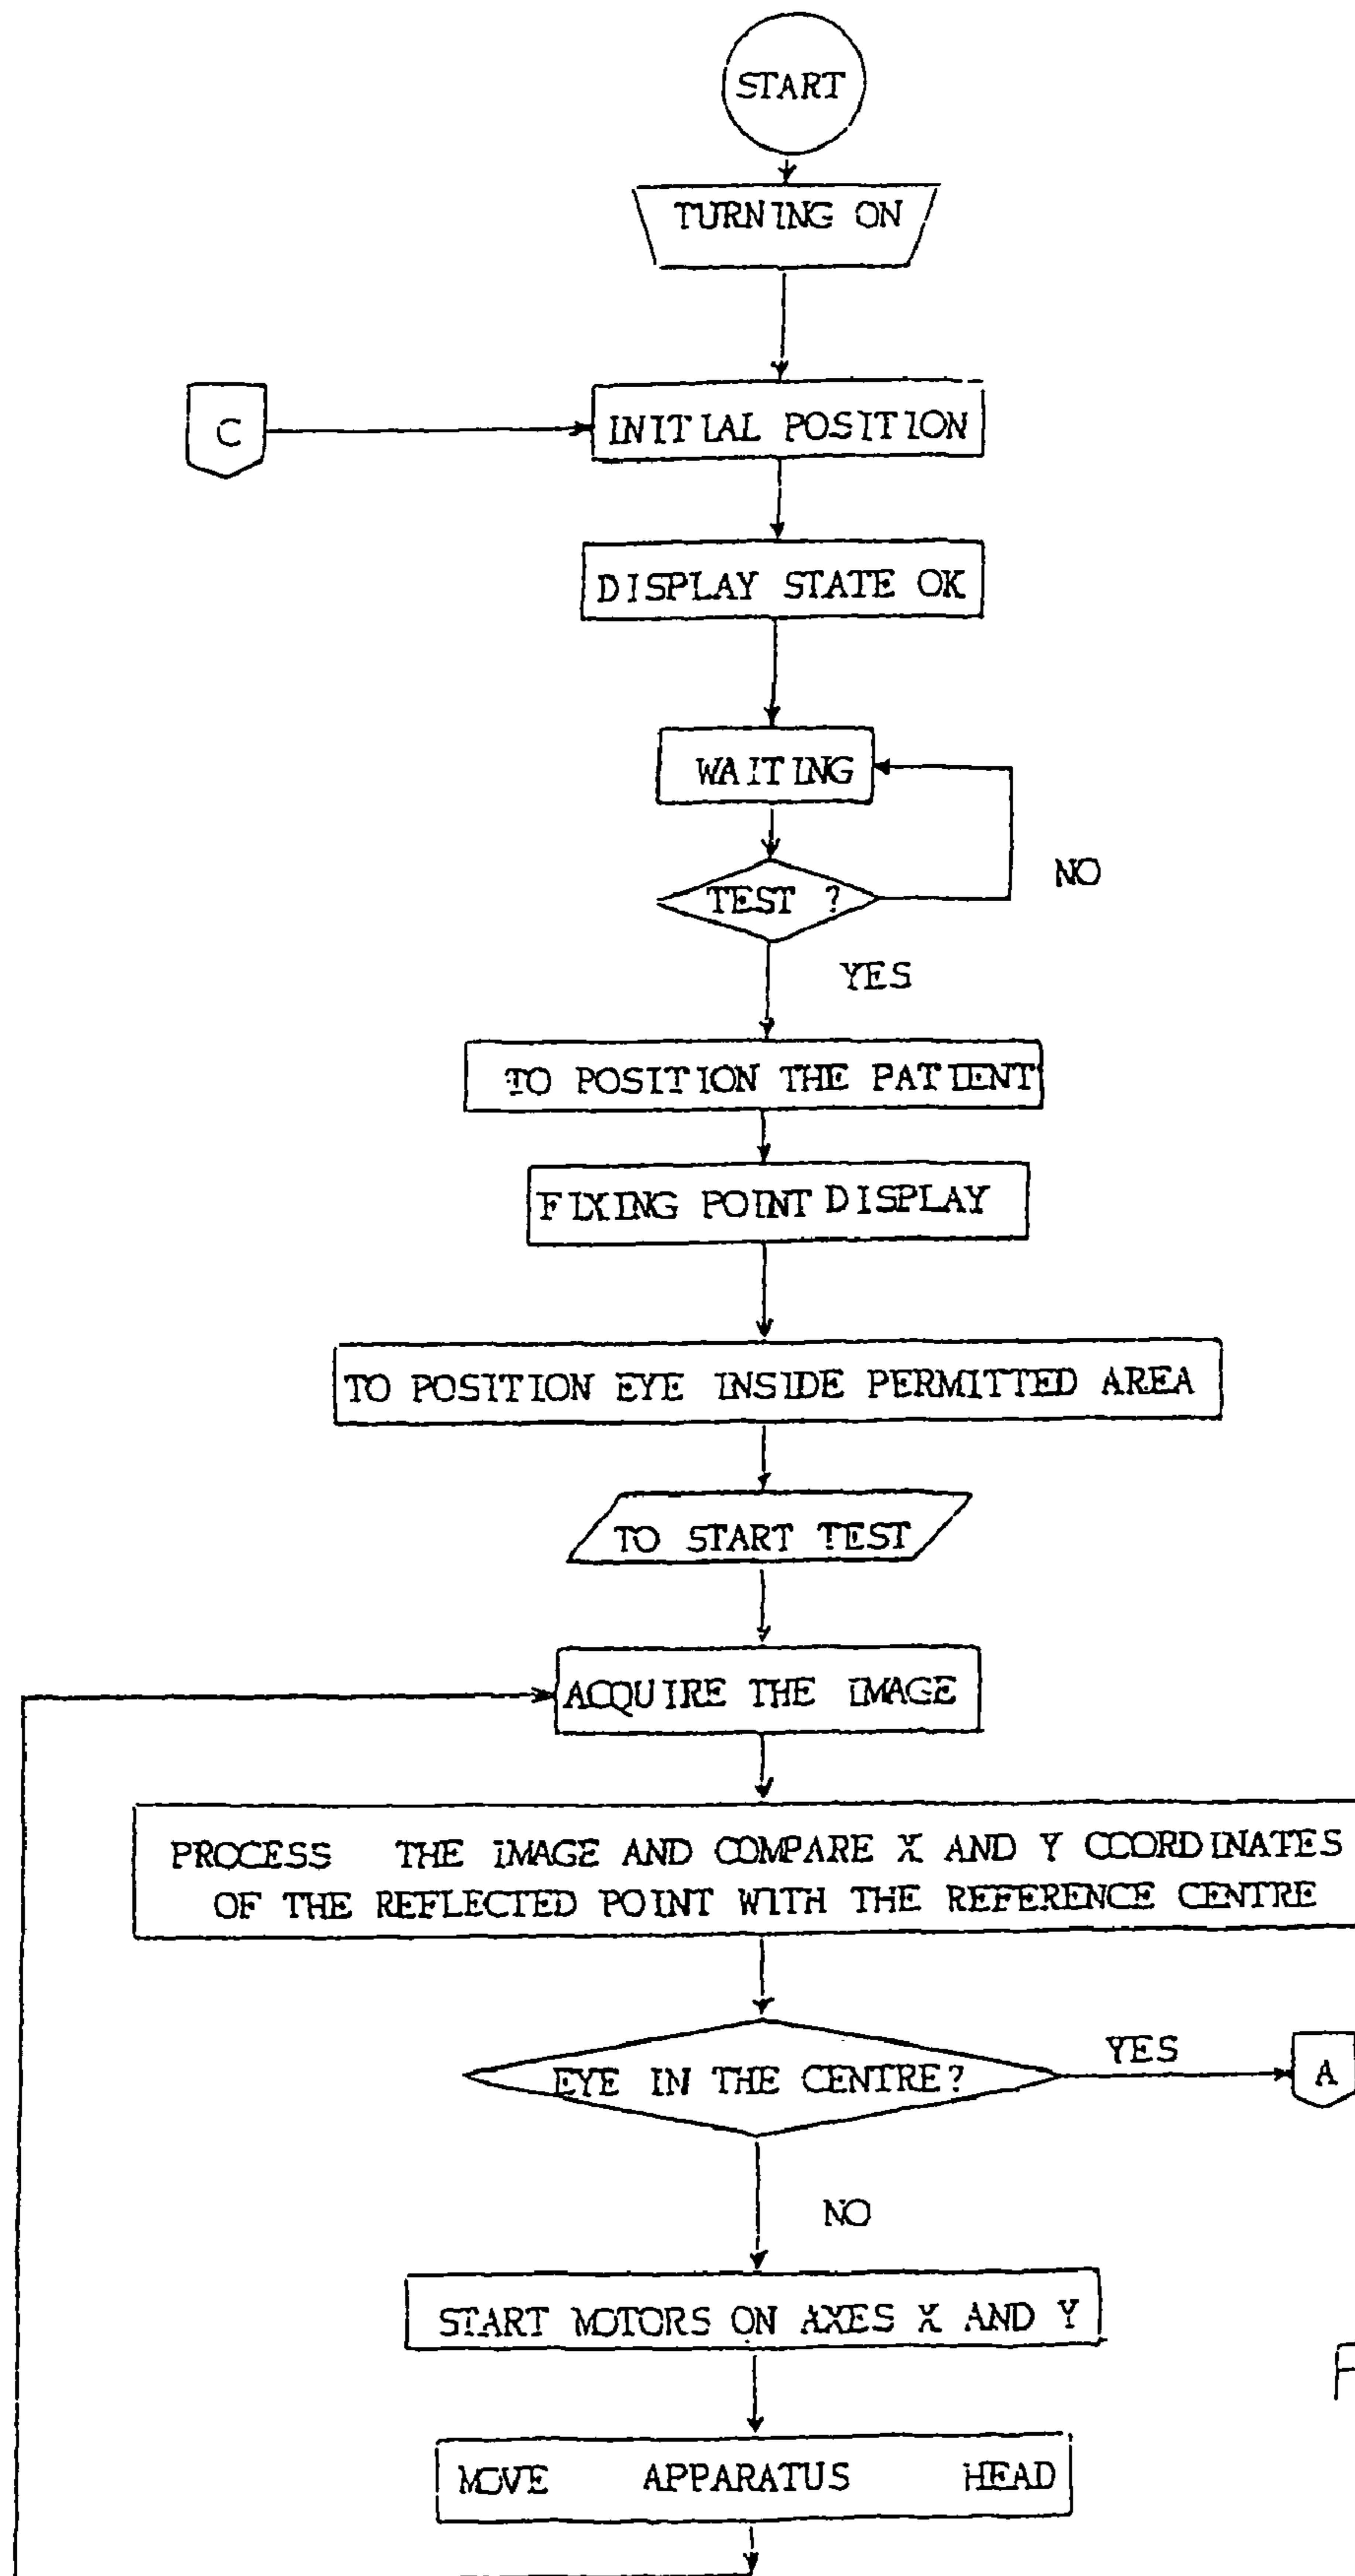 START
TURNING ON
C
INITIAL POSITION
DISPLAY STATE OK
WAITING
NO
TEST ?
YES
TO POSITION THE PATIENT
FIXING POINT DISPLAY
TO POSITION EYE INSIDE PERMITTED AREA
TO START TEST
ACQUIRE THE IMAGE
PROCESS THE IMAGE AND COMPARE X AND Y COORDINATES
OF THE REFLECTED POINT WITH THE REFERENCE CENTRE
YES
EYE IN THE CENTRE?
A
NO
START MOTORS ON AXES X AND Y
MOVE APPARATUS HEAD